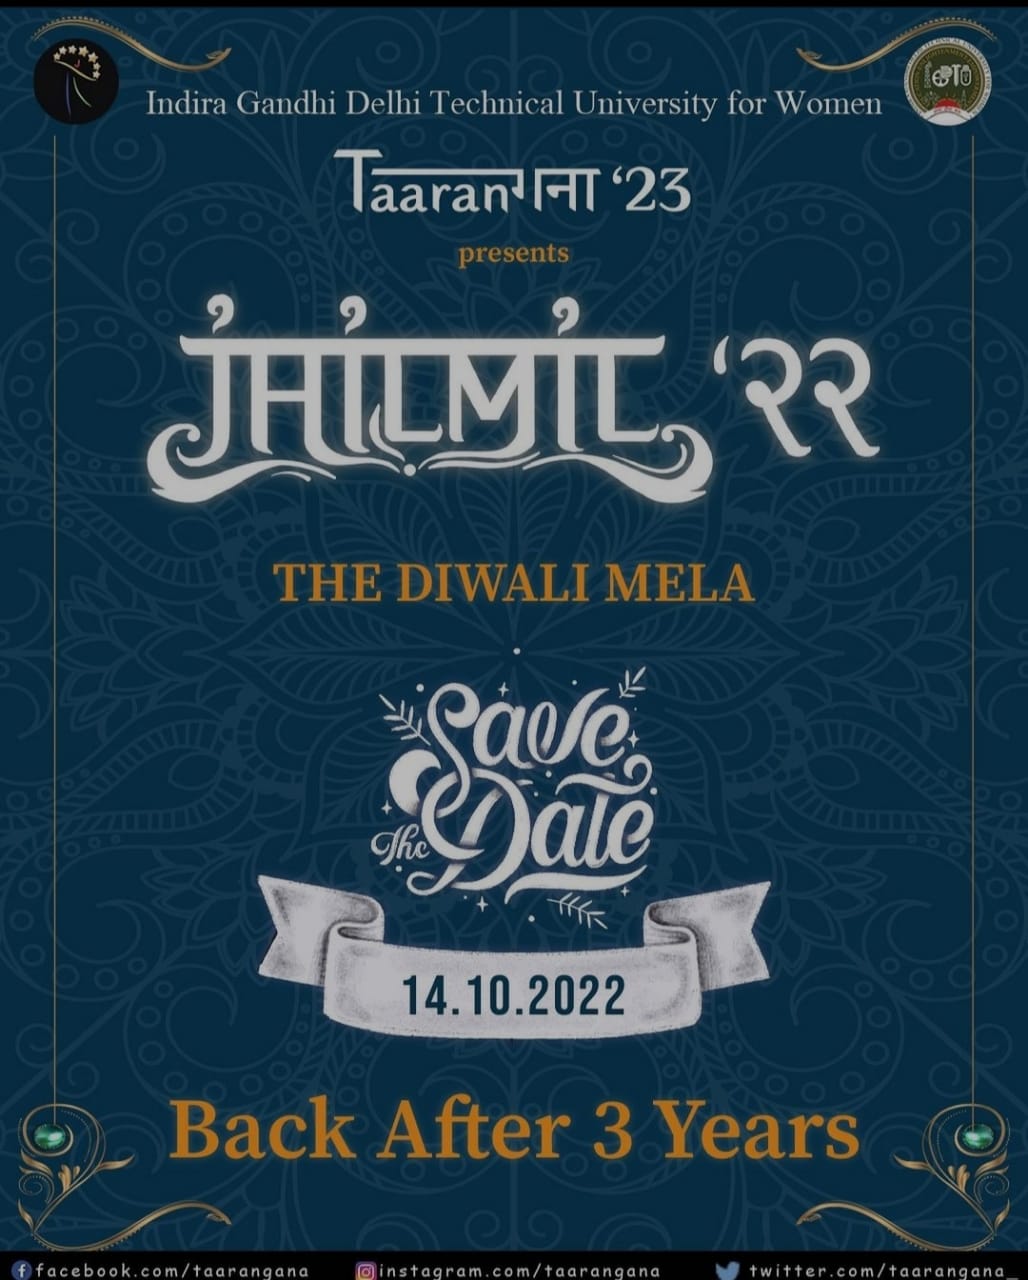 Indira Gandhi Delhi Technical University for Women
Taaranगना '23
presents
JHILMIL '२२
THE DIWALI MELA
Save
The Date
14.10.2022
Back After 3 Years
facebook.com/taarangana
instagram.com/taarangana
twitter.com/taarangana